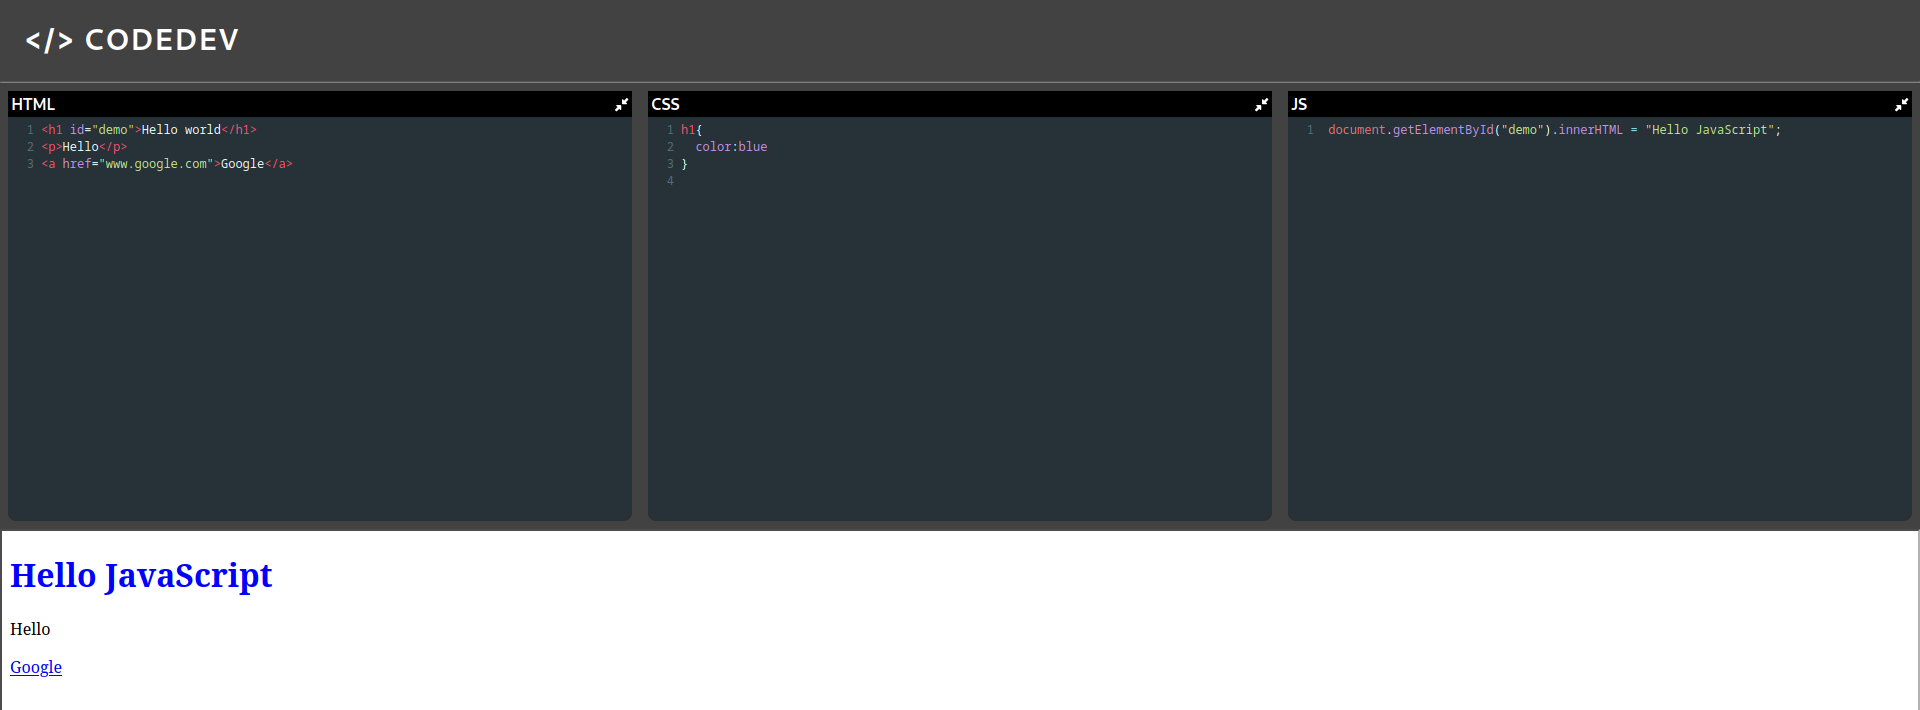 </> CODEDEV
HTML
1 <h1 id="demo">Hello world</h1>
2 <p>Hello</p>
3 <a href="www.google.com">Google</a>
CSS
1 h1{
2   color:blue
3 }
4
JS
1 document.getElementById("demo").innerHTML = "Hello JavaScript";
Hello JavaScript
Hello
Google